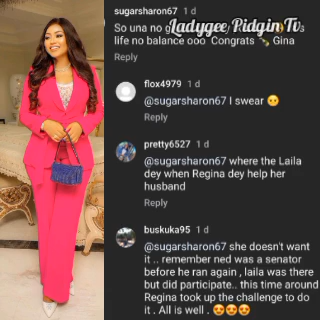 sugarsharon67 1 d
Ladygee Pidgin Tv
So una no g
life no balance ooo Congrats 🍾 Gina
Reply
flox4979 1 d
@sugarsharon67 I swear
Reply
pretty6527 1 d
@sugarsharon67 where the Laila
dey when Regina dey help her
husband
Reply
buskuka95 1 d
@sugarsharon67 she doesn't want
it .. remember ned was a senator
before he ran again , laila was there
but did participate.. this time around
Regina took up the challenge to do
it . All is well . 😍😍😍